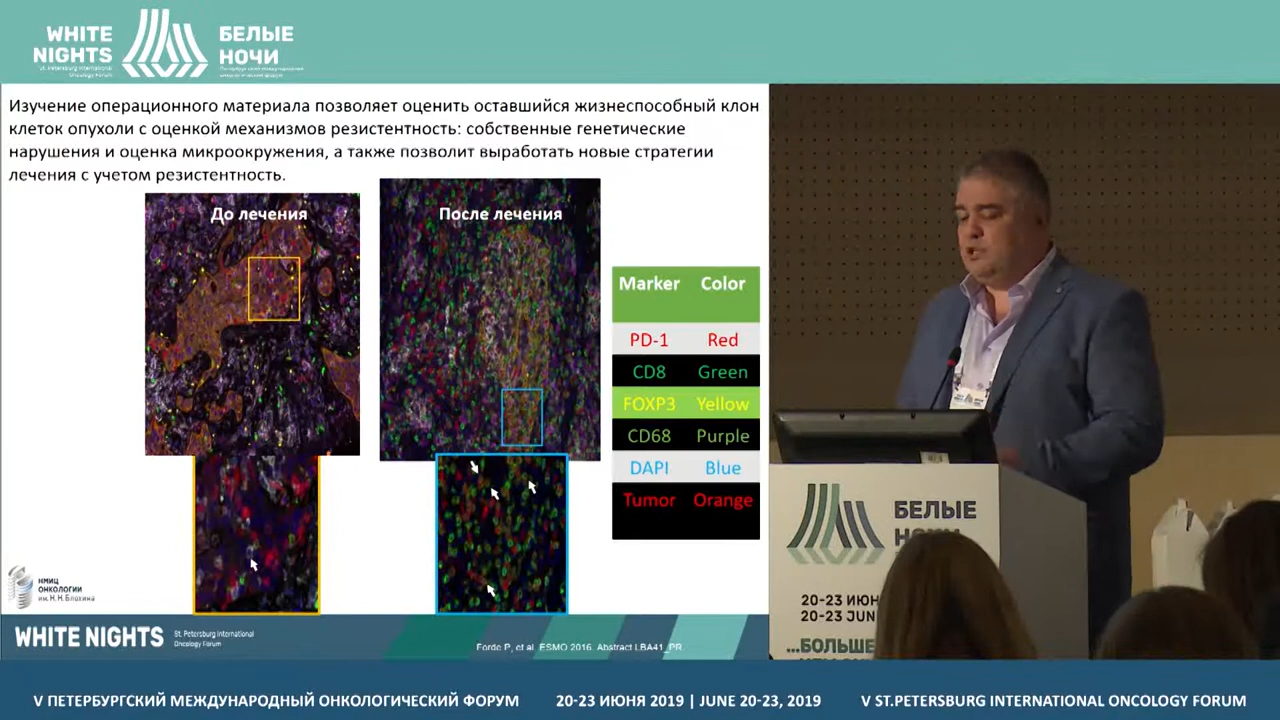 WHITE
NIGHTS
St. Petersburg International
Oncology Forum
БЕЛЫЕ
НОЧИ
Изучение операционного материала позволяет оценить оставшийся жизнеспособный клон
клеток опухоли с оценкой механизмов резистентность: собственные генетические
нарушения и оценка микроокружения, а также позволит выработать новые стратегии
лечения с учетом резистентность.
До лечения
После лечения
Marker Color
PD-1 Red
CD8 Green
FOXP3 Yellow
CD68 Purple
DAPI Blue
Tumor Orange
НМИЦ
ОНКОЛОГИИ
им. Н.Н. Блохина
WHITE NIGHTS
St. Petersburg International
Oncology Forum
Forde P, et al. ESMO 2016. Abstract LBA41_PR
БЕЛЫЕ
НОЧИ
20-23 ИЮН
20-23 JUN
...БОЛЬШЕ
V ПЕТЕРБУРГСКИЙ МЕЖДУНАРОДНЫЙ ОНКОЛОГИЧЕСКИЙ ФОРУМ
20-23 ИЮНЯ 2019 | JUNE 20-23, 2019
V ST.PETERSBURG INTERNATIONAL ONCOLOGY FORUM